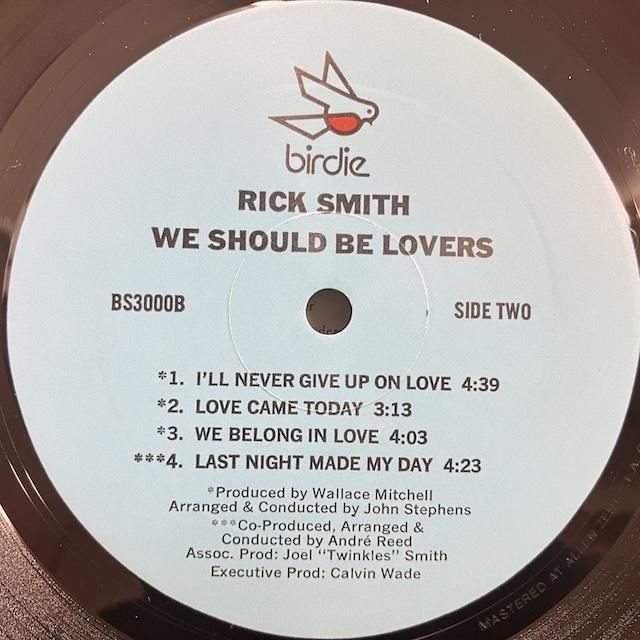 birdie
RICK SMITH
WE SHOULD BE LOVERS
BS3000B SIDE TWO
*1. I'LL NEVER GIVE UP ON LOVE 4:39
*2. LOVE CAME TODAY 3:13
*3. WE BELONG IN LOVE 4:03
***4. LAST NIGHT MADE MY DAY 4:23
*Produced by Wallace Mitchell
Arranged & Conducted by John Stephens
***Co-Produced, Arranged &
Conducted by André Reed
Assoc. Prod: Joel "Twinkles" Smith
Executive Prod: Calvin Wade
MASTERED AT ALIEN